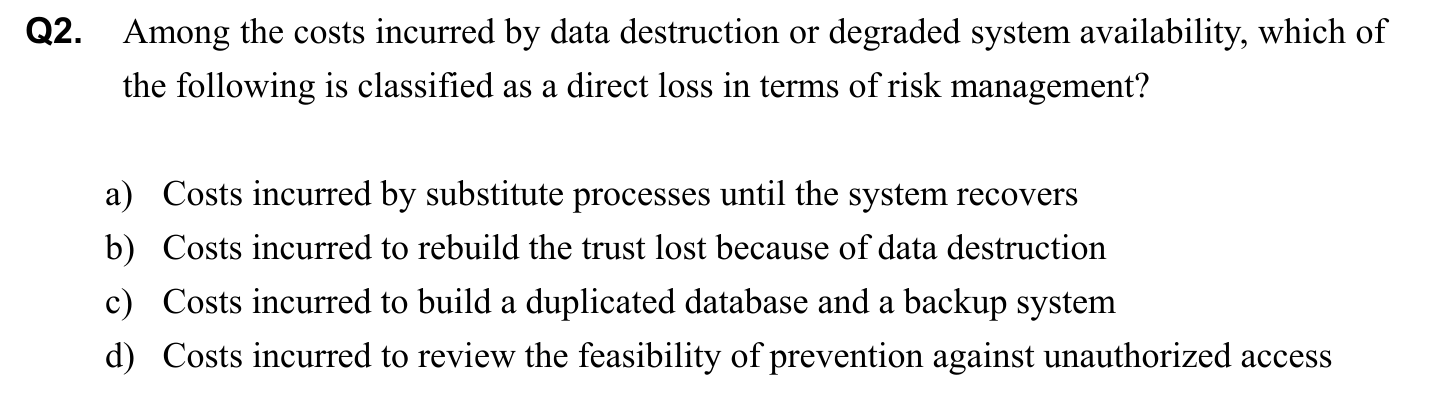 Q2. Among the costs incurred by data destruction or degraded system availability, which of
the following is classified as a direct loss in terms of risk management?
a) Costs incurred by substitute processes until the system recovers
b) Costs incurred to rebuild the trust lost because of data destruction
c) Costs incurred to build a duplicated database and a backup system
d) Costs incurred to review the feasibility of prevention against unauthorized access